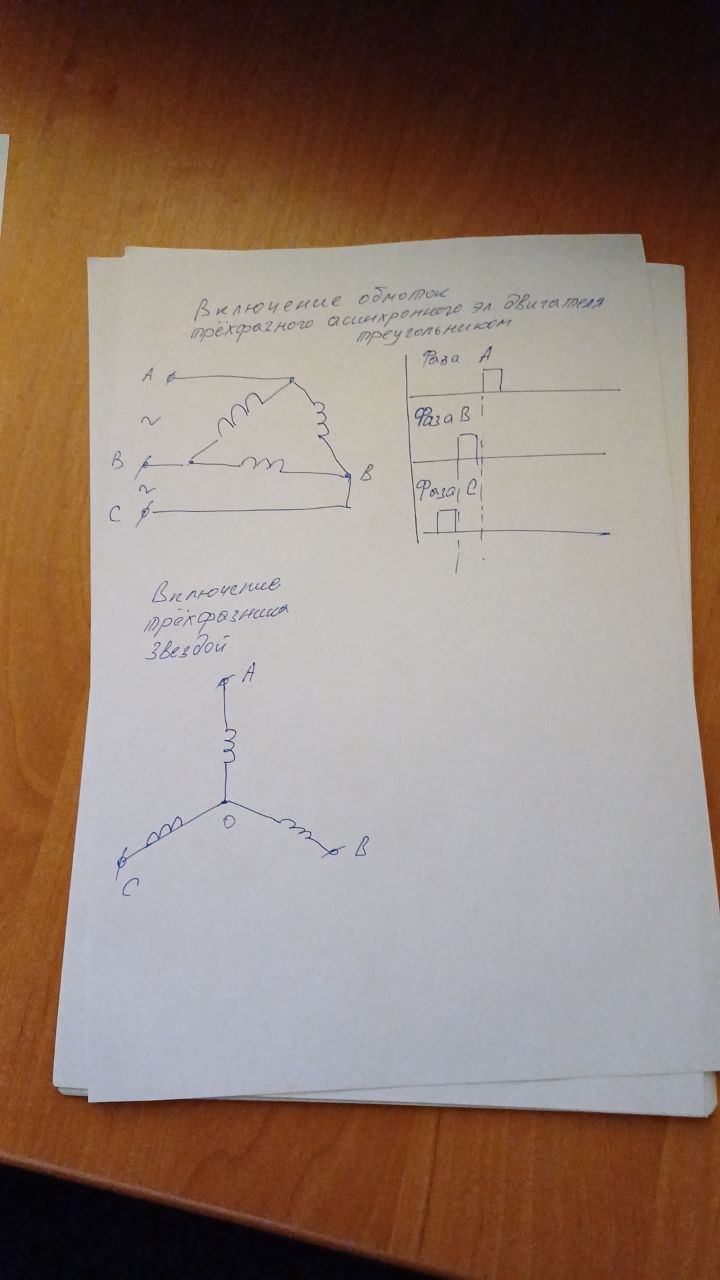 Включение обмоток
трёхфазного асинхронного эл двигателя
треугольником
A
~
B
~
C
B
Фаза A
Фаза B
Фаза C
Включение
трёхфазника
Звездой
A
O
B
C